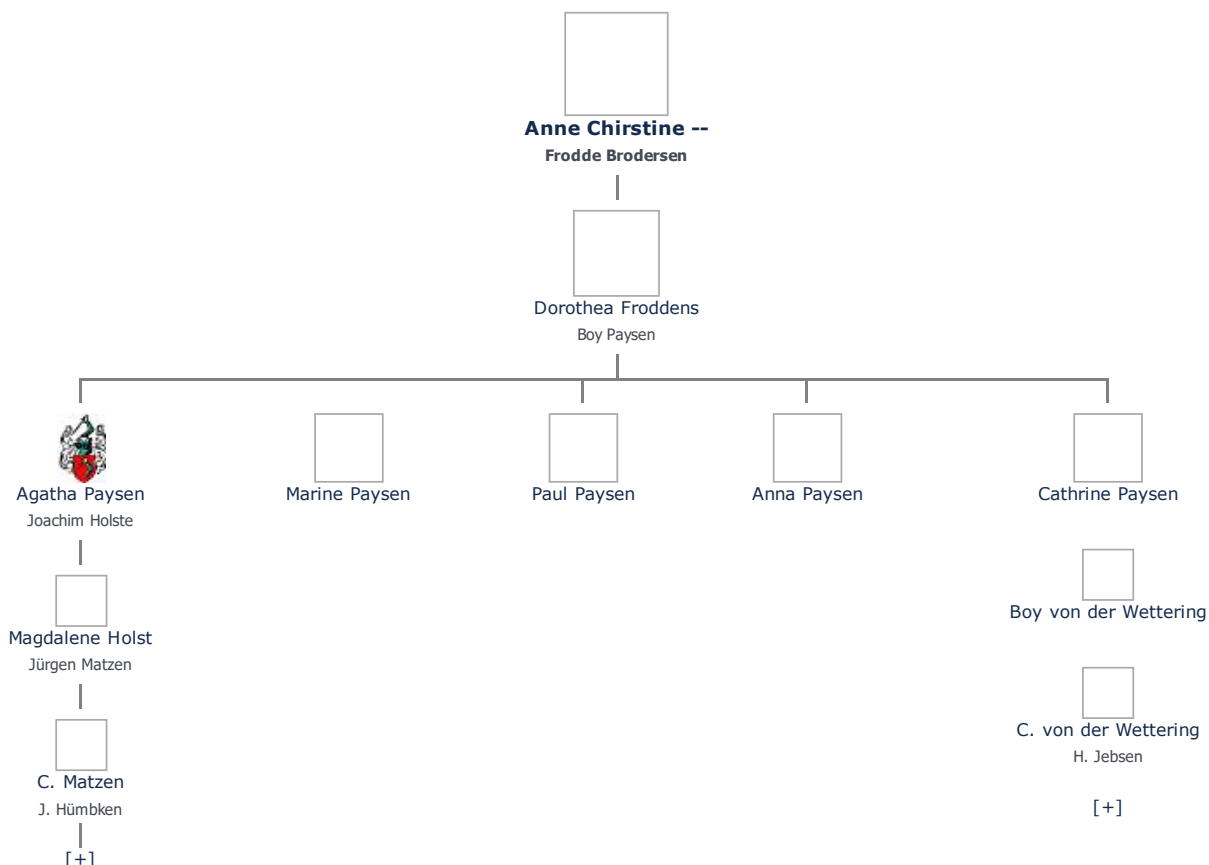 Anne Chirstine --
Frodde Brodersen
Dorothea Froddens
Boy Paysen
Agatha Paysen
Joachim Holste
Marine Paysen
Paul Paysen
Anna Paysen
Cathrine Paysen
Magdalene Holst
Jürgen Matzen
Boy von der Wettering
C. Matzen
J. Hümbken
[+]
C. von der Wettering
H. Jebsen
[+]